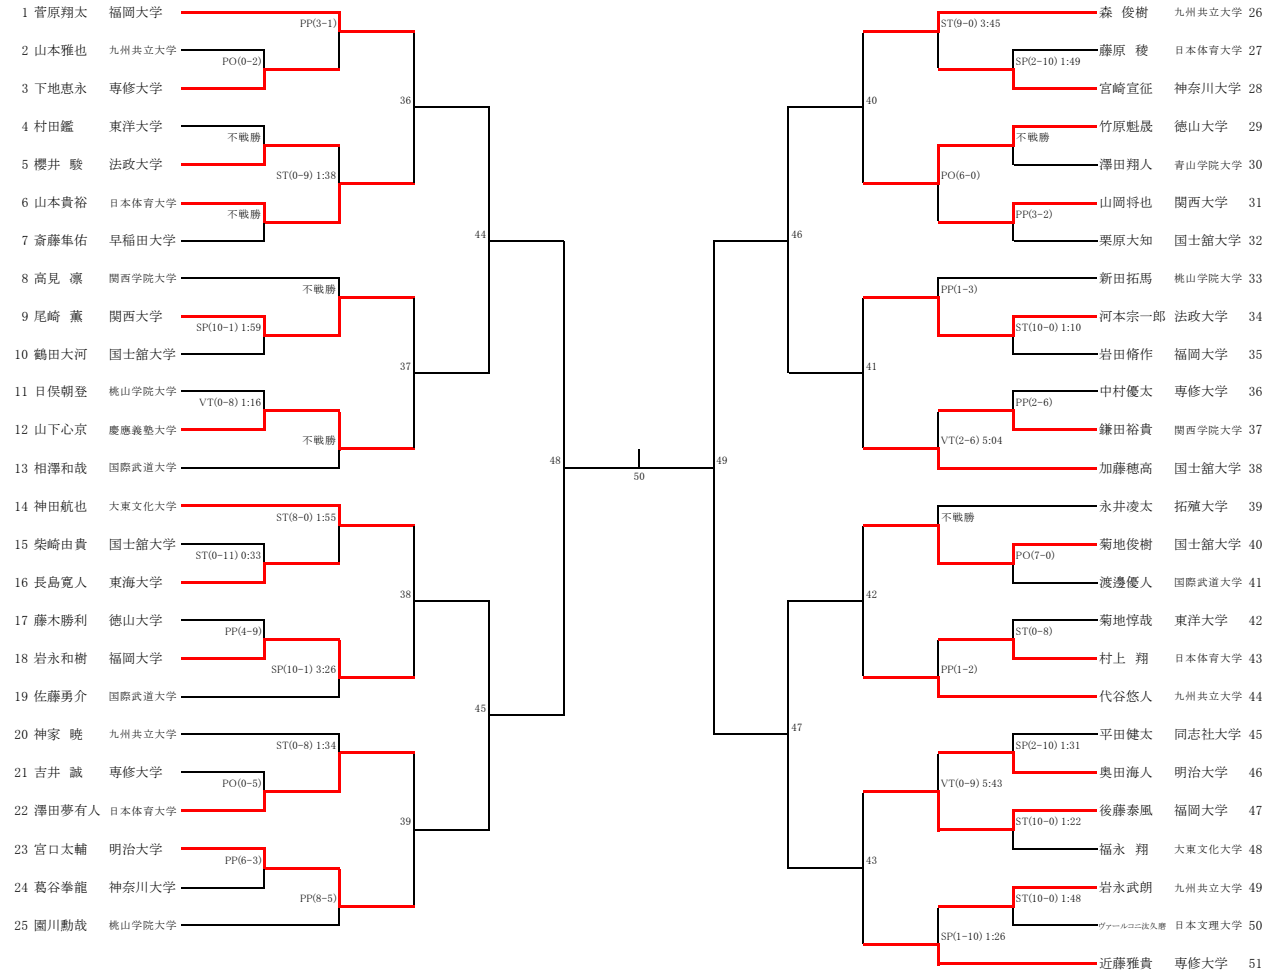 1 菅原翔太 福岡大学
2 山本雅也 九州共立大学
3 下地恵永 専修大学
4 村田鑑 東洋大学
5 櫻井 駿 法政大学
6 山本貴裕 日本体育大学
7 斎藤隼佑 早稲田大学
8 高見 凛 関西学院大学
9 尾崎 薫 関西大学
10 鶴田大河 国士舘大学
11 日俣朝登 桃山学院大学
12 山下心京 慶應義塾大学
13 相澤和哉 国際武道大学
14 神田航也 大東文化大学
15 柴崎由貴 国士舘大学
16 長島寛人 東海大学
17 藤木勝利 徳山大学
18 岩永和樹 福岡大学
19 佐藤勇介 国際武道大学
20 神家 暁 九州共立大学
21 吉井 誠 専修大学
22 澤田夢有人 日本体育大学
23 宮口太輔 明治大学
24 葛谷拳龍 神奈川大学
25 園川勳哉 桃山学院大学
PP(3-1)
PO(0-2)
不戦勝
ST(0-9) 1:38
不戦勝
不戦勝
SP(10-1) 1:59
VT(0-8) 1:16
不戦勝
ST(8-0) 1:55
ST(0-11) 0:33
PP(4-9)
SP(10-1) 3:26
ST(0-8) 1:34
PO(0-5)
PP(6-3)
PP(8-5)
36
37
38
39
44
45
48
50
49
46
47
40
41
42
43
ST(9-0) 3:45
SP(2-10) 1:49
不戦勝
PO(6-0)
PP(3-2)
PP(1-3)
ST(10-0) 1:10
PP(2-6)
VT(2-6) 5:04
不戦勝
PO(7-0)
ST(0-8)
PP(1-2)
SP(2-10) 1:31
VT(0-9) 5:43
ST(10-0) 1:22
ST(10-0) 1:48
SP(1-10) 1:26
森 俊樹 九州共立大学 26
藤原 稜 日本体育大学 27
宮崎宣征 神奈川大学 28
竹原魁晟 徳山大学 29
澤田翔人 青山学院大学 30
山岡将也 関西大学 31
栗原大知 国士舘大学 32
新田拓馬 桃山学院大学 33
河本宗一郎 法政大学 34
岩田脩作 福岡大学 35
中村優太 専修大学 36
鎌田裕貴 関西学院大学 37
加藤穂高 国士舘大学 38
永井凌太 拓殖大学 39
菊地俊樹 国士舘大学 40
渡邊優人 国際武道大学 41
菊地惇哉 東洋大学 42
村上 翔 日本体育大学 43
代谷悠人 九州共立大学 44
平田健太 同志社大学 45
奥田海人 明治大学 46
後藤泰風 福岡大学 47
福永 翔 大東文化大学 48
岩永武朗 九州共立大学 49
日本文理大学 50
近藤雅貴 専修大学 51